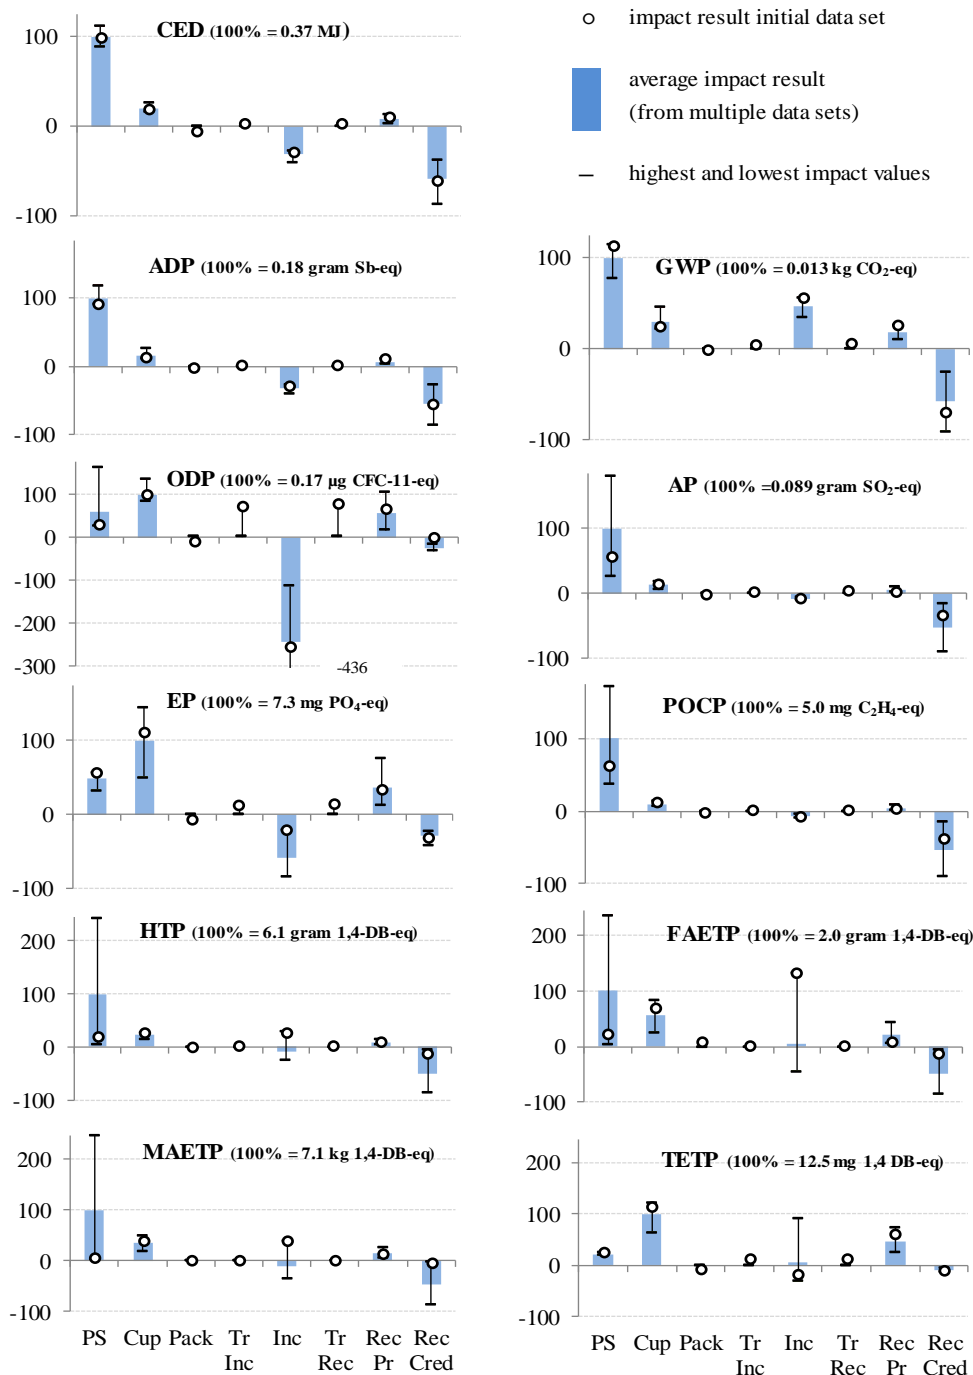 CED (100% = 0.37 MJ)
100
0
-100
impact result initial data set
average impact result
(from multiple data sets)
highest and lowest impact values
ADP (100% = 0.18 gram Sb-eq)
100
0
-100
GWP (100% = 0.013 kg CO₂-eq)
100
0
-100
ODP (100% = 0.17 µg CFC-11-eq)
100
0
-100
-200
-300
-436
AP (100% =0.089 gram SO₂-eq)
100
0
-100
EP (100% = 7.3 mg PO₄-eq)
100
0
-100
POCP (100% = 5.0 mg C₂H₄-eq)
100
0
-100
HTP (100% = 6.1 gram 1,4-DB-eq)
200
100
0
-100
FAETP (100% = 2.0 gram 1,4-DB-eq)
200
100
0
-100
MAETP (100% = 7.1 kg 1,4-DB-eq)
200
100
0
-100
PS Cup Pack Tr Inc Tr Rec Rec
Inc Rec Pr Cred
TETP (100% = 12.5 mg 1,4 DB-eq)
200
100
0
-100
PS Cup Pack Tr Inc Tr Rec Rec
Inc Rec Pr Cred